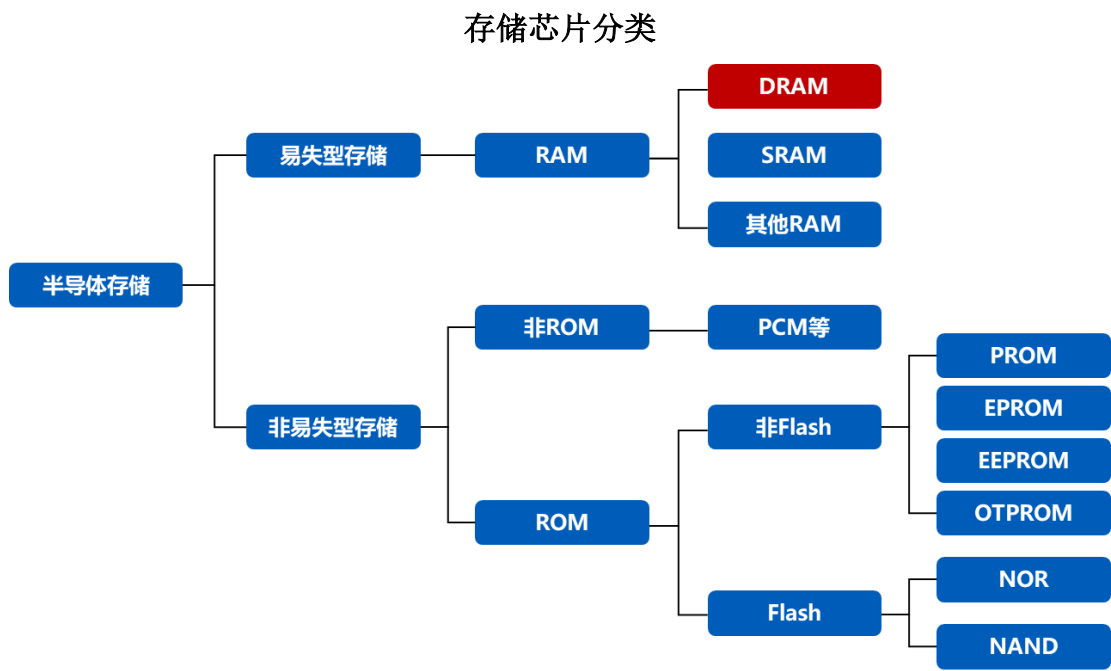 存储芯片分类
半导体存储
易失型存储
RAM
DRAM
SRAM
其他RAM
非易失型存储
非ROM
PCM等
ROM
非Flash
PROM
EPROM
EEPROM
OTPROM
Flash
NOR
NAND